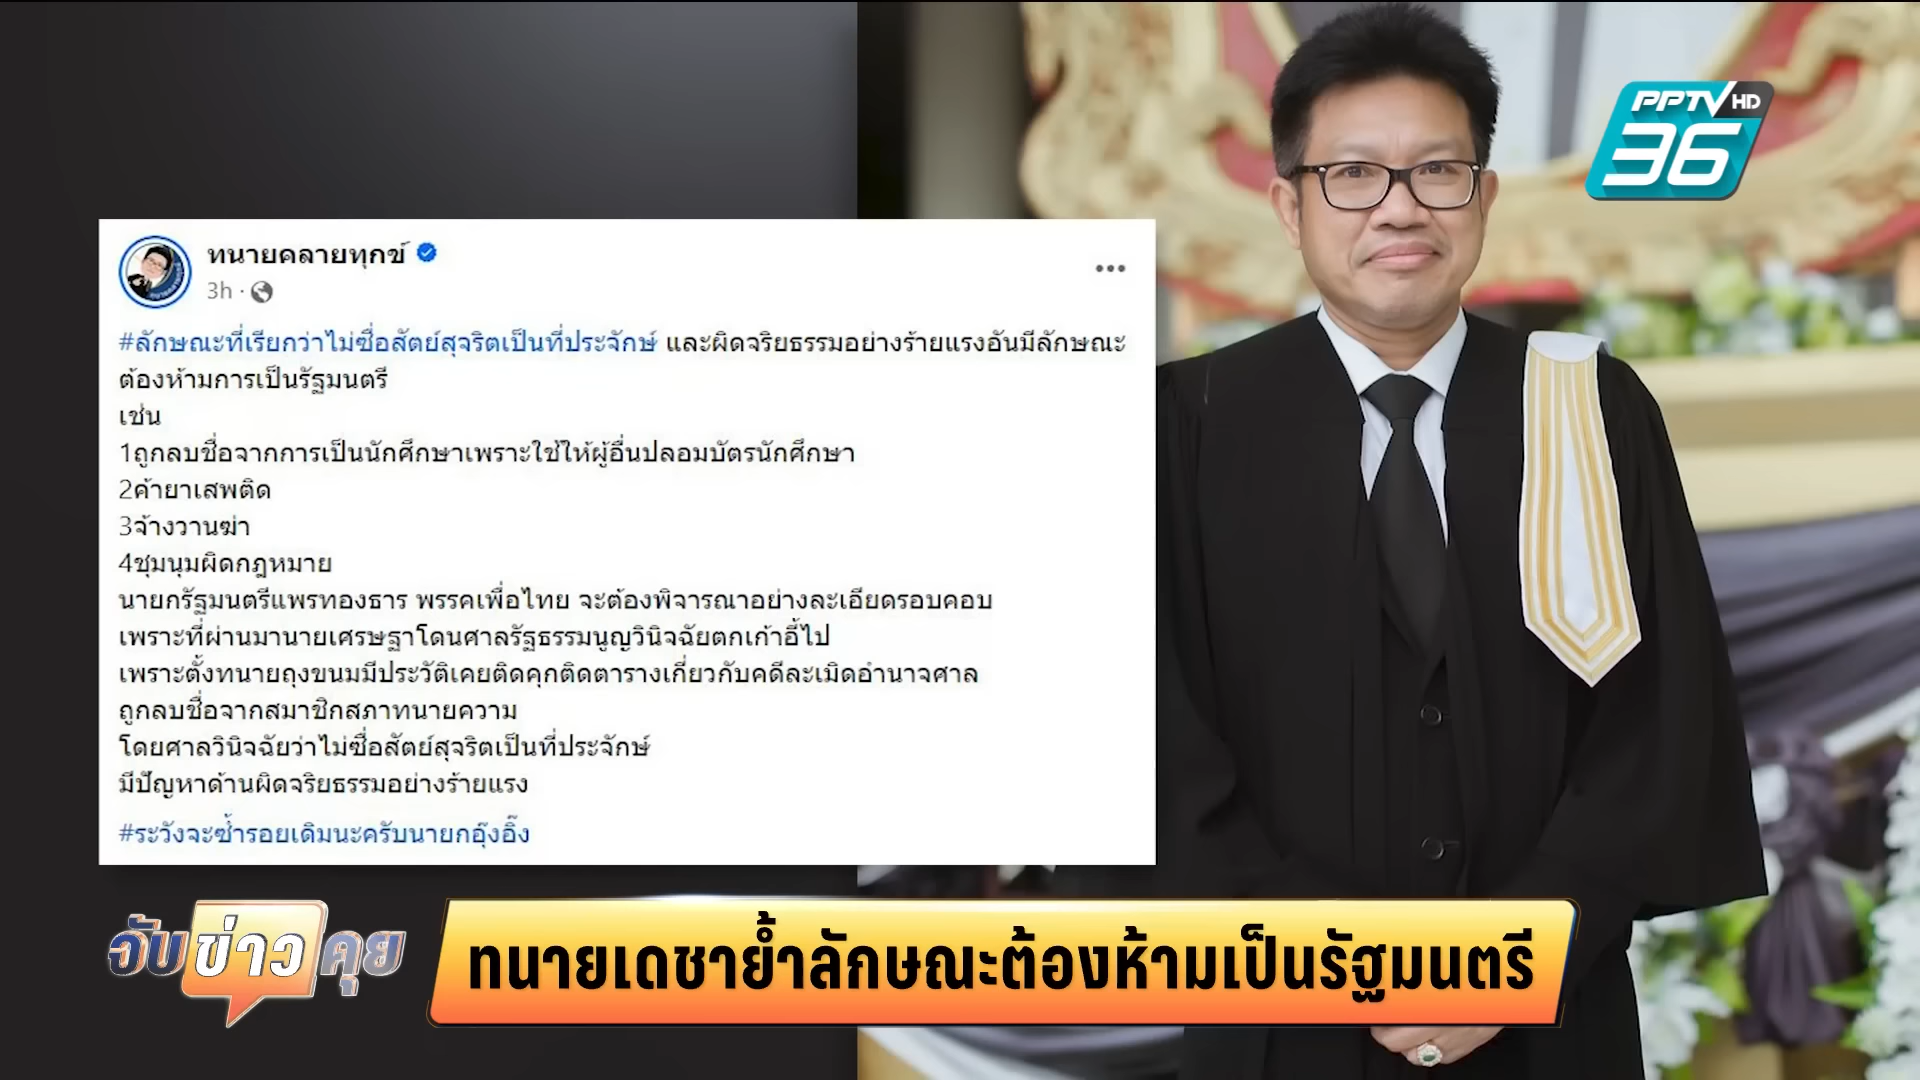 PPTV HD
36
ทนายคลายทุกข์
3h
#ลักษณะที่เรียกว่าไม่ซื่อสัตย์สุจริตเป็นที่ประจักษ์ และผิดจริยธรรมอย่างร้ายแรงอันมีลักษณะ
ต้องห้ามการเป็นรัฐมนตรี
เช่น
1ถูกลบชื่อจากการเป็นนักศึกษาเพราะใช้ให้ผู้อื่นปลอมบัตรนักศึกษา
2ค้ายาเสพติด
3จ้างวานฆ่า
4ชุมนุมผิดกฎหมาย
นายกรัฐมนตรีแพรทองธาร พรรคเพื่อไทย จะต้องพิจารณาอย่างละเอียดรอบคอบ
เพราะที่ผ่านมานายเศรษฐาโดนศาลรัฐธรรมนูญวินิจฉัยตกเก้าอี้ไป
เพราะตั้งทนายถุงขนมมีประวัติเคยติดคุกติดตารางเกี่ยวกับคดีละเมิดอำนาจศาล
ถูกลบชื่อจากสมาชิกสภาทนายความ
โดยศาลวินิจฉัยว่าไม่ซื่อสัตย์สุจริตเป็นที่ประจักษ์
มีปัญหาด้านผิดจริยธรรมอย่างร้ายแรง
#ระวังจะซ้ำรอยเดิมนะครับนายกอุ๊งอิ๊ง
จับข่าวคุย
ทนายเดชาย้ำลักษณะต้องห้ามเป็นรัฐมนตรี